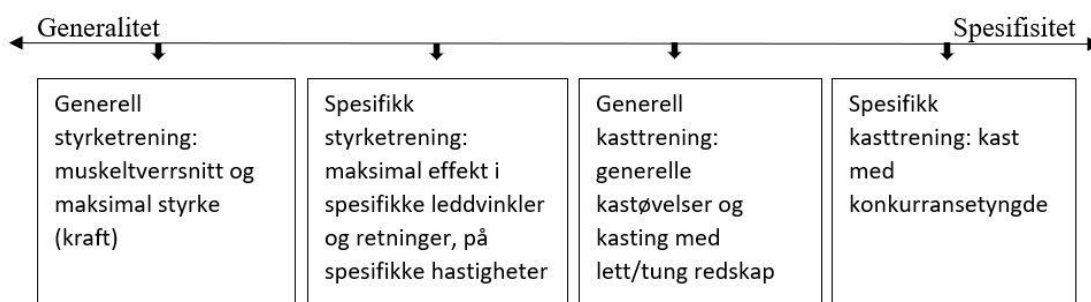 Generalitet
Spesifisitet
Generell
styrketrening:
muskeltverrsnitt og
maksimal styrke
(kraft)
Spesifikk
styrketrening:
maksimal effekt i
spesifikke leddvinkler
og retninger, på
spesifikke hastigheter
Generell
kasttrening:
generelle
kastøvelser og
kasting med
lett/tung redskap
Spesifikk
kasttrening: kast
med
konkurransetyngde